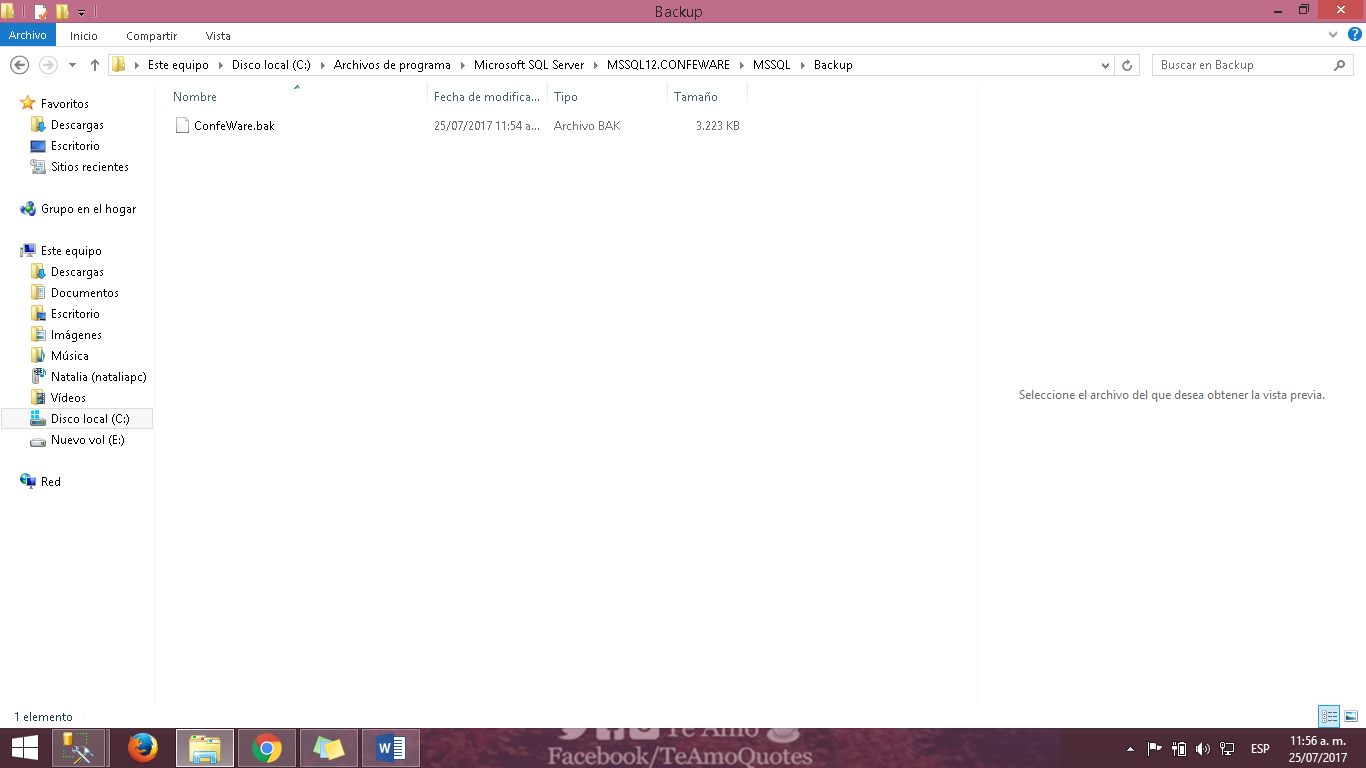 Backup
Archivo Inicio Compartir Vista
Este equipo Disco local (C:) Archivos de programa Microsoft SQL Server MSSQL12.CONFEWARE MSSQL Backup
Buscar en Backup
Nombre Fecha de modifica... Tipo Tamaño
ConfeWare.bak 25/07/2017 11:54 a... Archivo BAK 3.223 KB
Favoritos
Descargas
Escritorio
Sitios recientes
Grupo en el hogar
Este equipo
Descargas
Documentos
Escritorio
Imágenes
Música
Natalia (nataliapc)
Vídeos
Disco local (C:)
Nuevo vol (E:)
Red
Seleccione el archivo del que desea obtener la vista previa.
1 elemento
Te Amo
Facebook/TeAmoQuotes
ESP
11:56 a. m.
25/07/2017